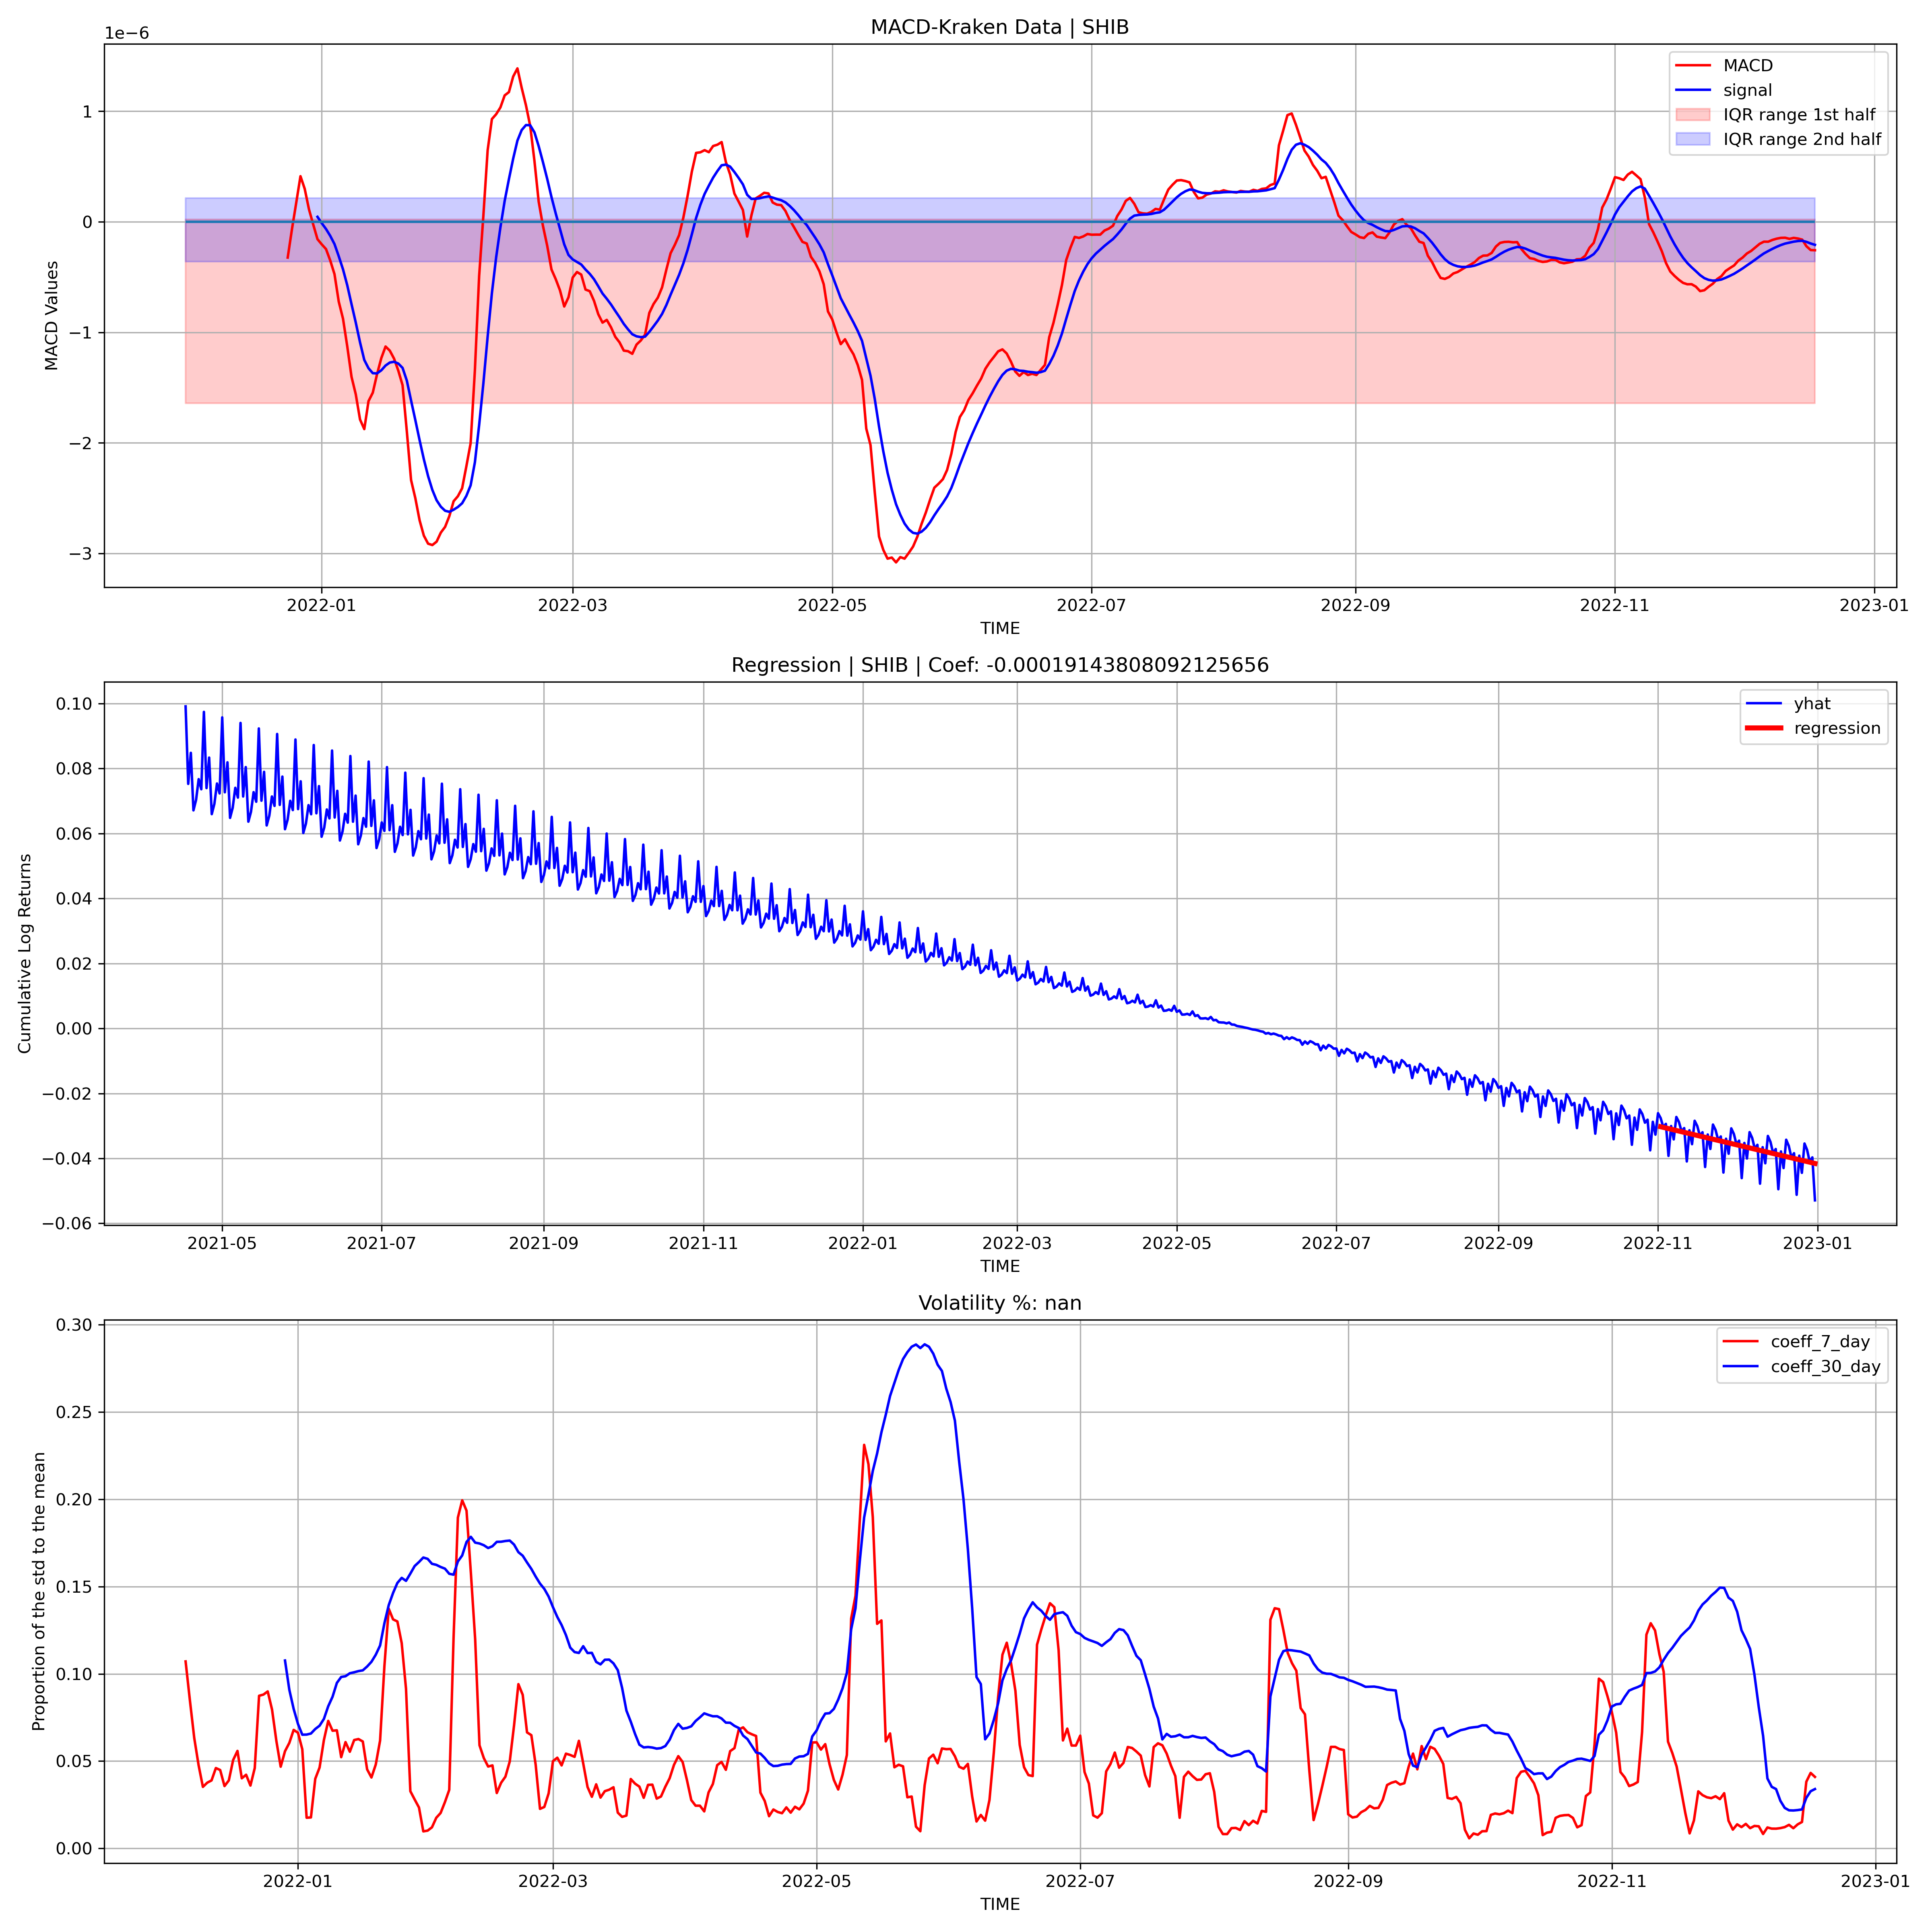 MACD-Kraken Data | SHIB
1e−6
MACD
signal
IQR range 1st half
IQR range 2nd half
MACD Values
1
0
−1
−2
−3
2022-01 2022-03 2022-05 2022-07 2022-09 2022-11 2023-01
TIME
Regression | SHIB | Coef: -0.00019143808092125656
yhat
regression
Cumulative Log Returns
0.10
0.08
0.06
0.04
0.02
0.00
−0.02
−0.04
−0.06
2021-05 2021-07 2021-09 2021-11 2022-01 2022-03 2022-05 2022-07 2022-09 2022-11 2023-01
TIME
Volatility %: nan
coeff_7_day
coeff_30_day
Proportion of the std to the mean
0.30
0.25
0.20
0.15
0.10
0.05
0.00
2022-01 2022-03 2022-05 2022-07 2022-09 2022-11 2023-01
TIME